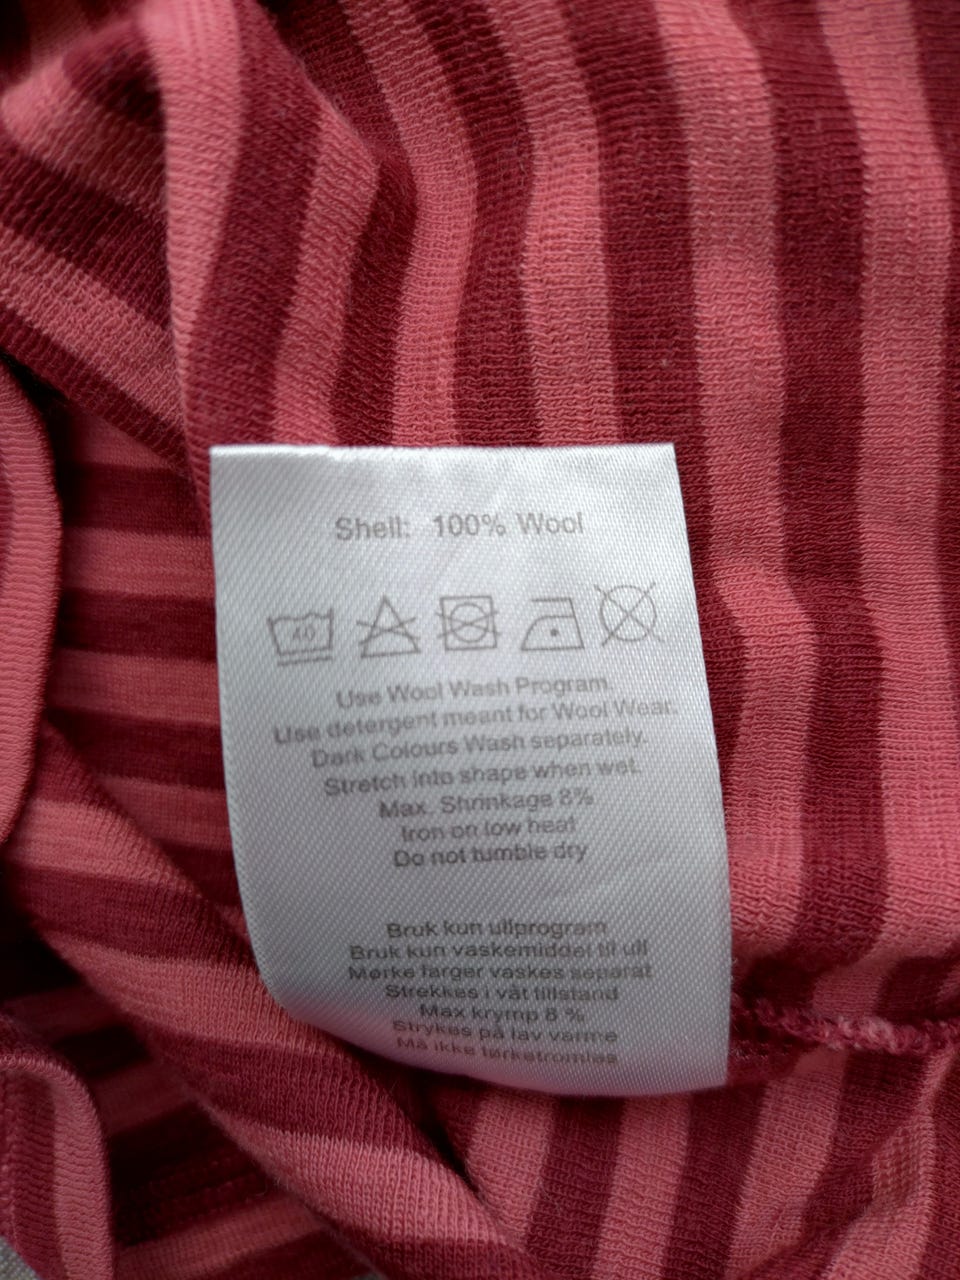 Shell: 100% Wool
40
Use Wool Wash Program.
Use detergent meant for Wool Wear.
Dark Colours Wash separately.
Stretch into shape when wet.
Max. Shrinkage 8%
Iron on low heat
Do not tumble dry
Bruk kun ullprogram
Bruk kun vaskemiddel til ull
Mørke farger vaskes separat
Strekkes i våt tillstand
Max krymp 8 %
Strykes på lav varme
Må ikke tørketromles